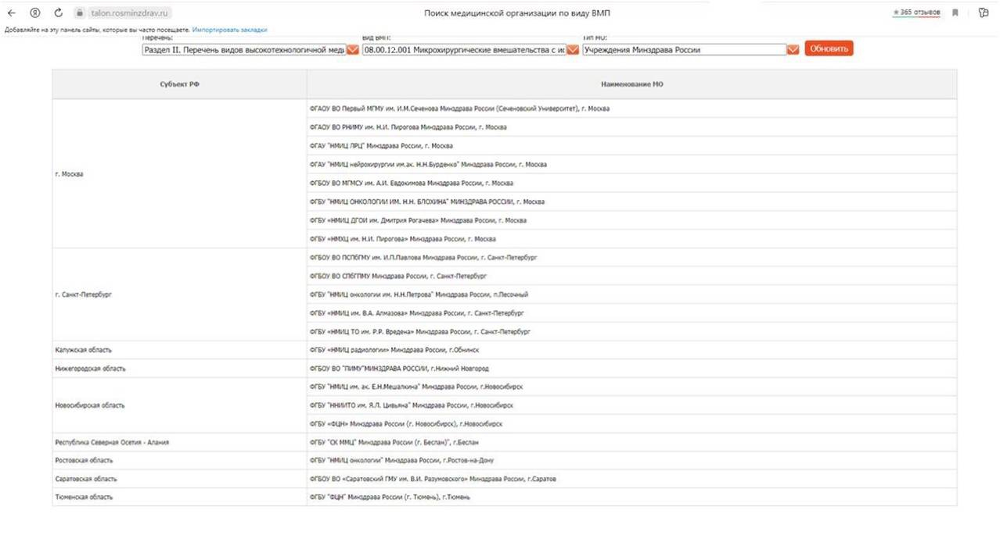 talon.rosminzdrav.ru
Поиск медицинской организации по виду ВМП
365 отзывов
Добавляйте на эту панель сайты, которые вы часто посещаете. Импортировать закладки
Перечень:
Вид ВМП:
Тип МО:
Раздел II. Перечень видов высокотехнологичной меди
08.00.12.001 Микрохирургические вмешательства с ис
Учреждения Минздрава России
Обновить
Субъект РФ
Наименование МО
г. Москва
ФГАОУ ВО Первый МГМУ им. И.М.Сеченова Минздрава России (Сеченовский Университет), г. Москва
ФГАОУ ВО РНИМУ им. Н.И. Пирогова Минздрава России, г. Москва
ФГАУ "НМИЦ ЛРЦ" Минздрава России, г. Москва
ФГАУ "НМИЦ нейрохирургии им.ак. Н.Н.Бурденко" Минздрава России, г. Москва
ФГБОУ ВО МГМСУ им. А.И. Евдокимова Минздрава России, г. Москва
ФГБУ "НМИЦ ОНКОЛОГИИ ИМ. Н.Н. БЛОХИНА" МИНЗДРАВА РОССИИ, г. Москва
ФГБУ «НМИЦ ДГОИ им. Дмитрия Рогачева» Минздрава России, г. Москва
ФГБУ «НМХЦ им. Н.И. Пирогова» Минздрава России, г. Москва
г. Санкт-Петербург
ФГБОУ ВО ПСПбГМУ им. И.П.Павлова Минздрава России, г. Санкт-Петербург
ФГБОУ ВО СПбГПМУ Минздрава России, г. Санкт-Петербург
ФГБУ "НМИЦ онкологии им. Н.Н.Петрова" Минздрава России, п.Песочный
ФГБУ «НМИЦ им. В.А. Алмазова» Минздрава России, г. Санкт-Петербург
ФГБУ «НМИЦ ТО им. Р.Р. Вредена» Минздрава России, г. Санкт-Петербург
Калужская область
ФГБУ «НМИЦ радиологии» Минздрава России, г.Обнинск
Нижегородская область
ФГБОУ ВО "ПИМУ"МИНЗДРАВА РОССИИ, г.Нижний Новгород
Новосибирская область
ФГБУ "НМИЦ им. ак. Е.Н.Мешалкина" Минздрава России, г.Новосибирск
ФГБУ "ННИИТО им. Я.Л. Цивьяна" Минздрава России, г.Новосибирск
ФГБУ «ФЦН» Минздрава России (г. Новосибирск), г.Новосибирск
Республика Северная Осетия - Алания
ФГБУ "СК ММЦ" Минздрава России (г. Беслан)", г.Беслан
Ростовская область
ФГБУ "НМИЦ онкологии" Минздрава России, г.Ростов-на-Дону
Саратовская область
ФГБОУ ВО «Саратовский ГМУ им. В.И. Разумовского» Минздрава России, г.Саратов
Тюменская область
ФГБУ "ФЦН" Минздрава России (г. Тюмень), г.Тюмень